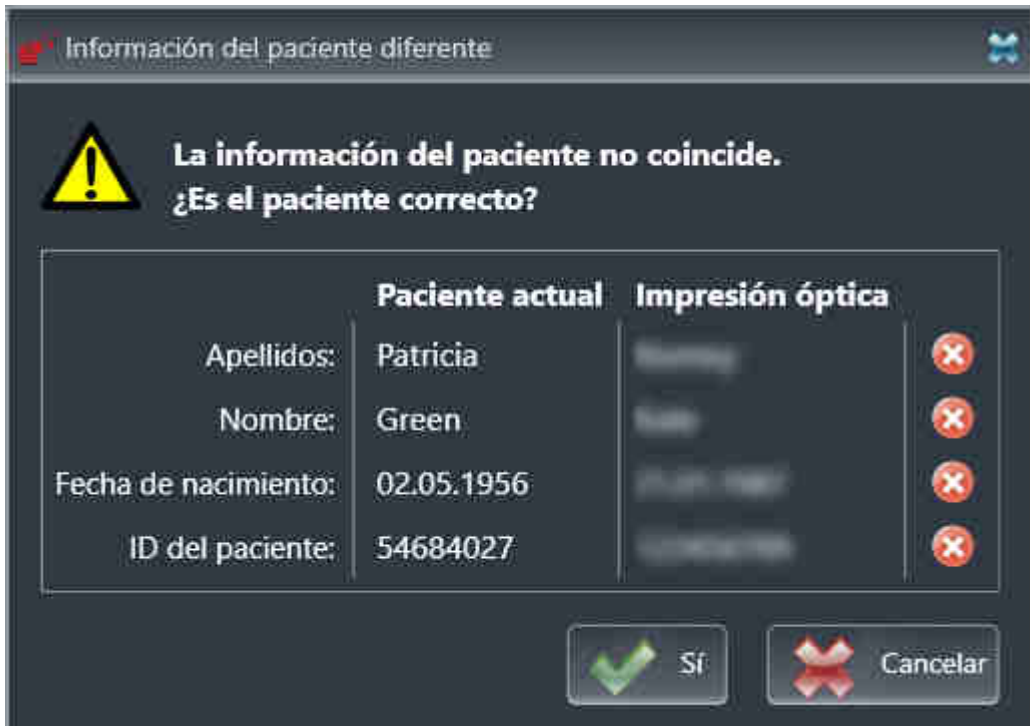 Información del paciente diferente
La información del paciente no coincide.
¿Es el paciente correcto?
Paciente actual Impresión óptica
Apellidos: Patricia
Nombre: Green
Fecha de nacimiento: 02.05.1956
ID del paciente: 54684027
Sí Cancelar